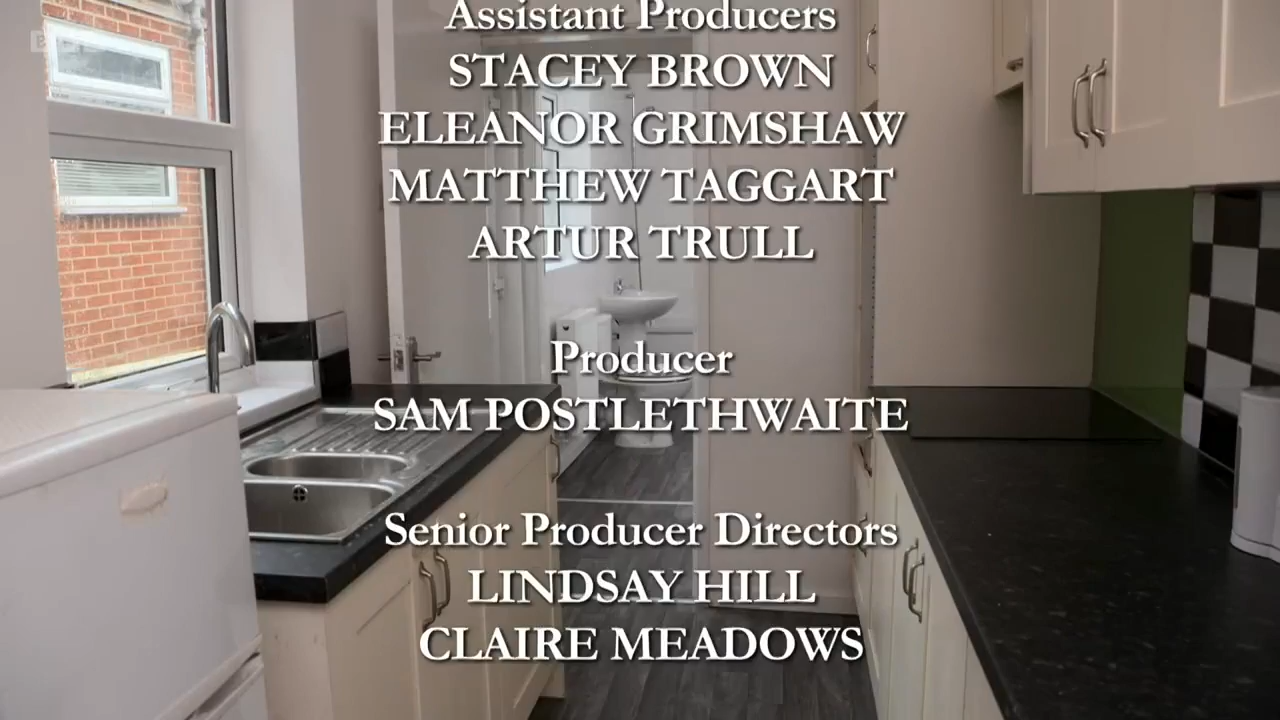 Assistant Producers
STACEY BROWN
ELEANOR GRIMSHAW
MATTHEW TAGGART
ARTUR TRULL
Producer
SAM POSTLETHWAITE
Senior Producer Directors
LINDSAY HILL
CLAIRE MEADOWS